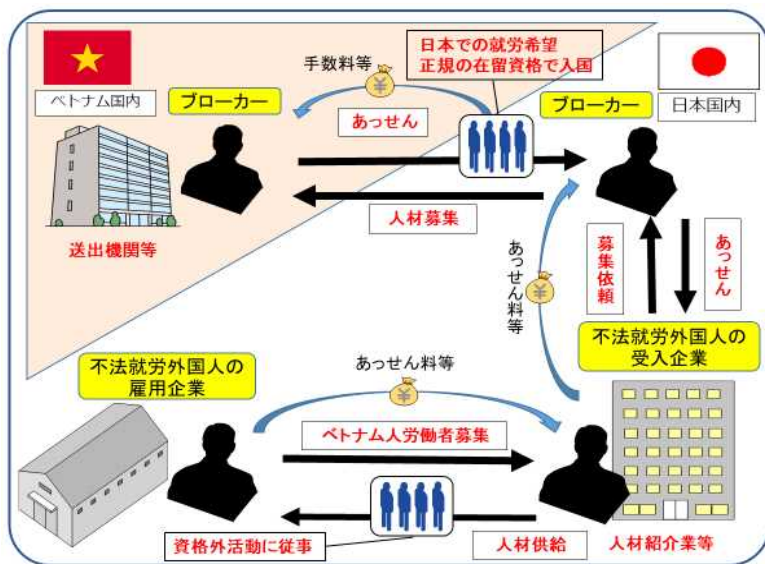 日本での就労希望
正規の在留資格で入国
手数料等
ベトナム国内
ブローカー
ブローカー
日本国内
あっせん
人材募集
送出機関等
あっせん料等
募集依頼
あっせん
不法就労外国人の
受入企業
不法就労外国人の
雇用企業
あっせん料等
ベトナム人労働者募集
資格外活動に従事
人材供給
人材紹介業等